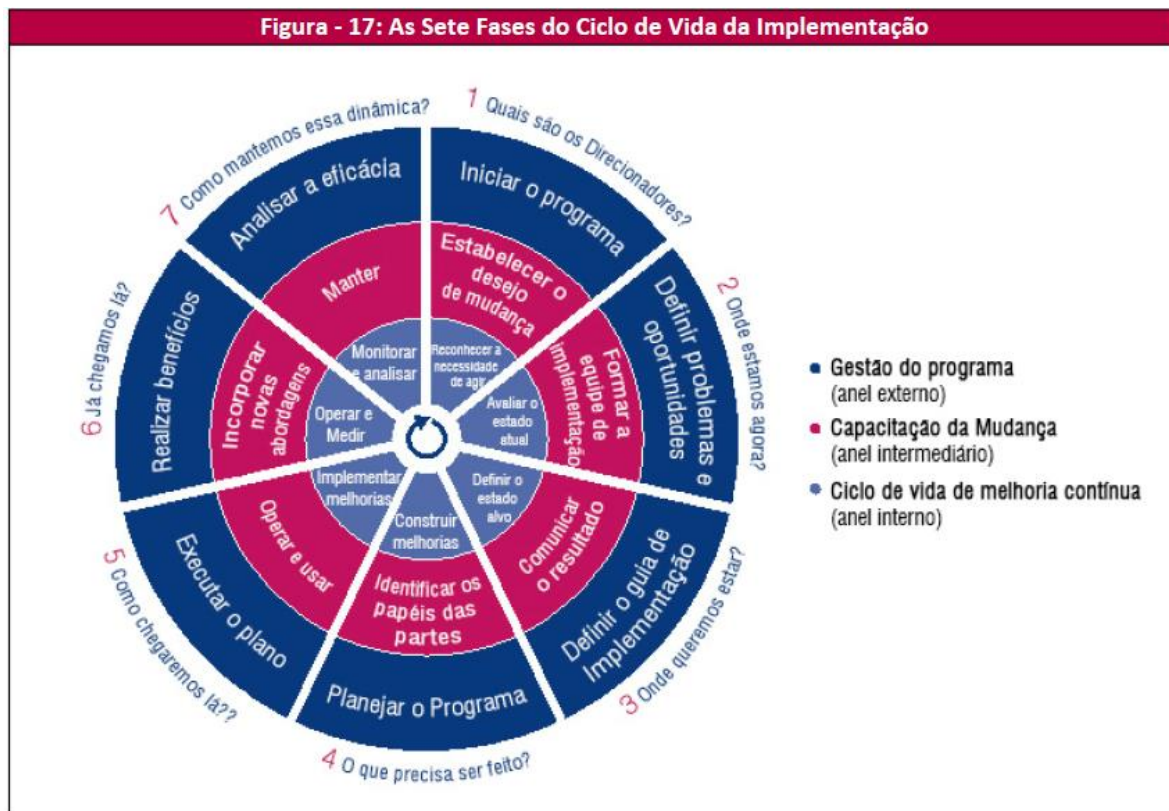 Figura - 17: As Sete Fases do Ciclo de Vida da Implementação
1 Quais são os Direcionadores?
Iniciar o programa
Estabelecer o
desejo
de mudança
Reconhecer a
necessidade
de agir
2 Onde estamos agora?
Definir problemas e
oportunidades
Formar a
equipe de
implementação
Avaliar o
estado
atual
3 Onde queremos estar?
Definir o guia de
Implementação
Comunicar
o resultado
Definir o
estado
alvo
4 O que precisa ser feito?
Planejar o Programa
Identificar os
papéis das
partes
Construir
melhorias
5 Como chegaremos lá??
Executar o plano
Operar e usar
Implementar
melhorias
6 Já chegamos lá?
Realizar benefícios
Incorporar
novas
abordagens
Operar e
Medir
7 Como mantemos essa dinâmica?
Analisar a eficácia
Manter
Monitorar
e analisar
Gestão do programa
(anel externo)
Capacitação da Mudança
(anel intermediário)
Ciclo de vida de melhoria contínua
(anel interno)